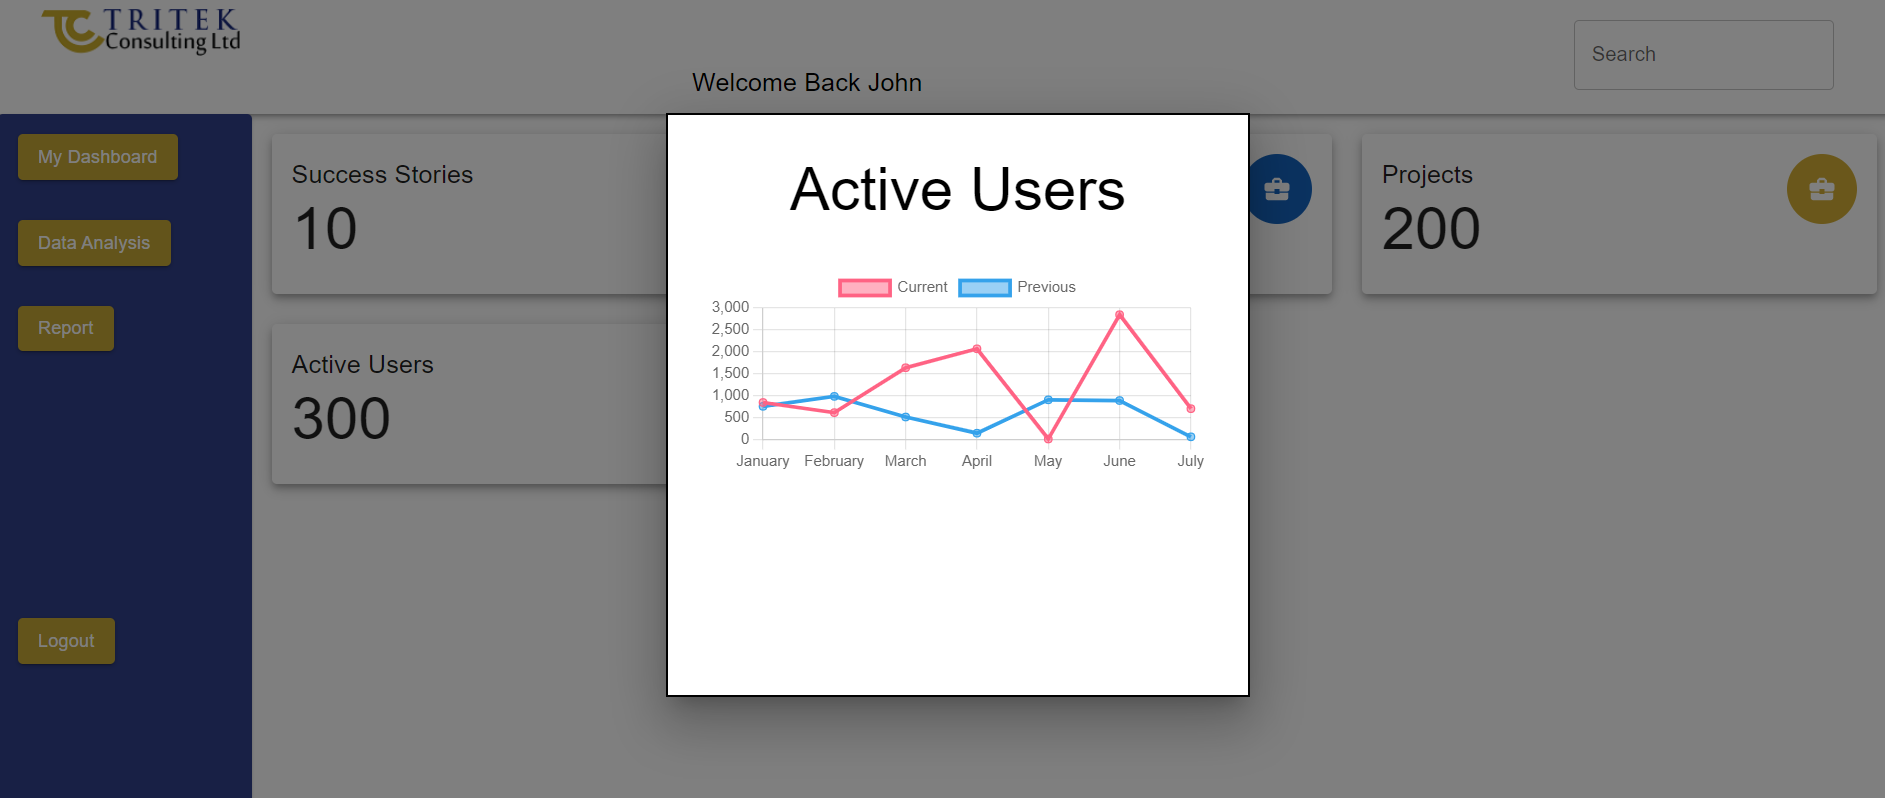 TRITEK
Consulting Ltd
Search
Welcome Back John
My Dashboard
Data Analysis
Report
Logout
Success Stories
10
Projects
200
Active Users
300
Active Users
Current Previous
3,000
2,500
2,000
1,500
1,000
500
0
January February March April May June July